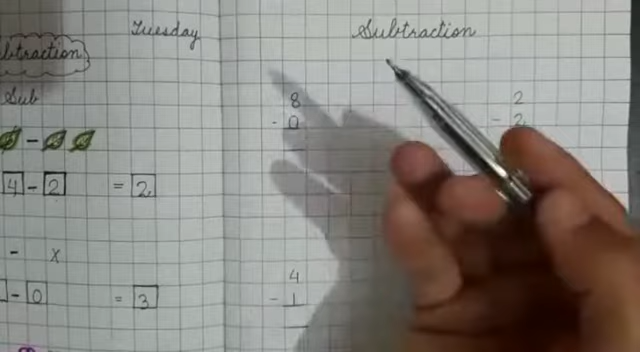 Tuesday
btraction
Sub
-
4 - 2 = 2
- x
- 0 = 3
Subtraction
8
- 0
2
- 2
4
- 1